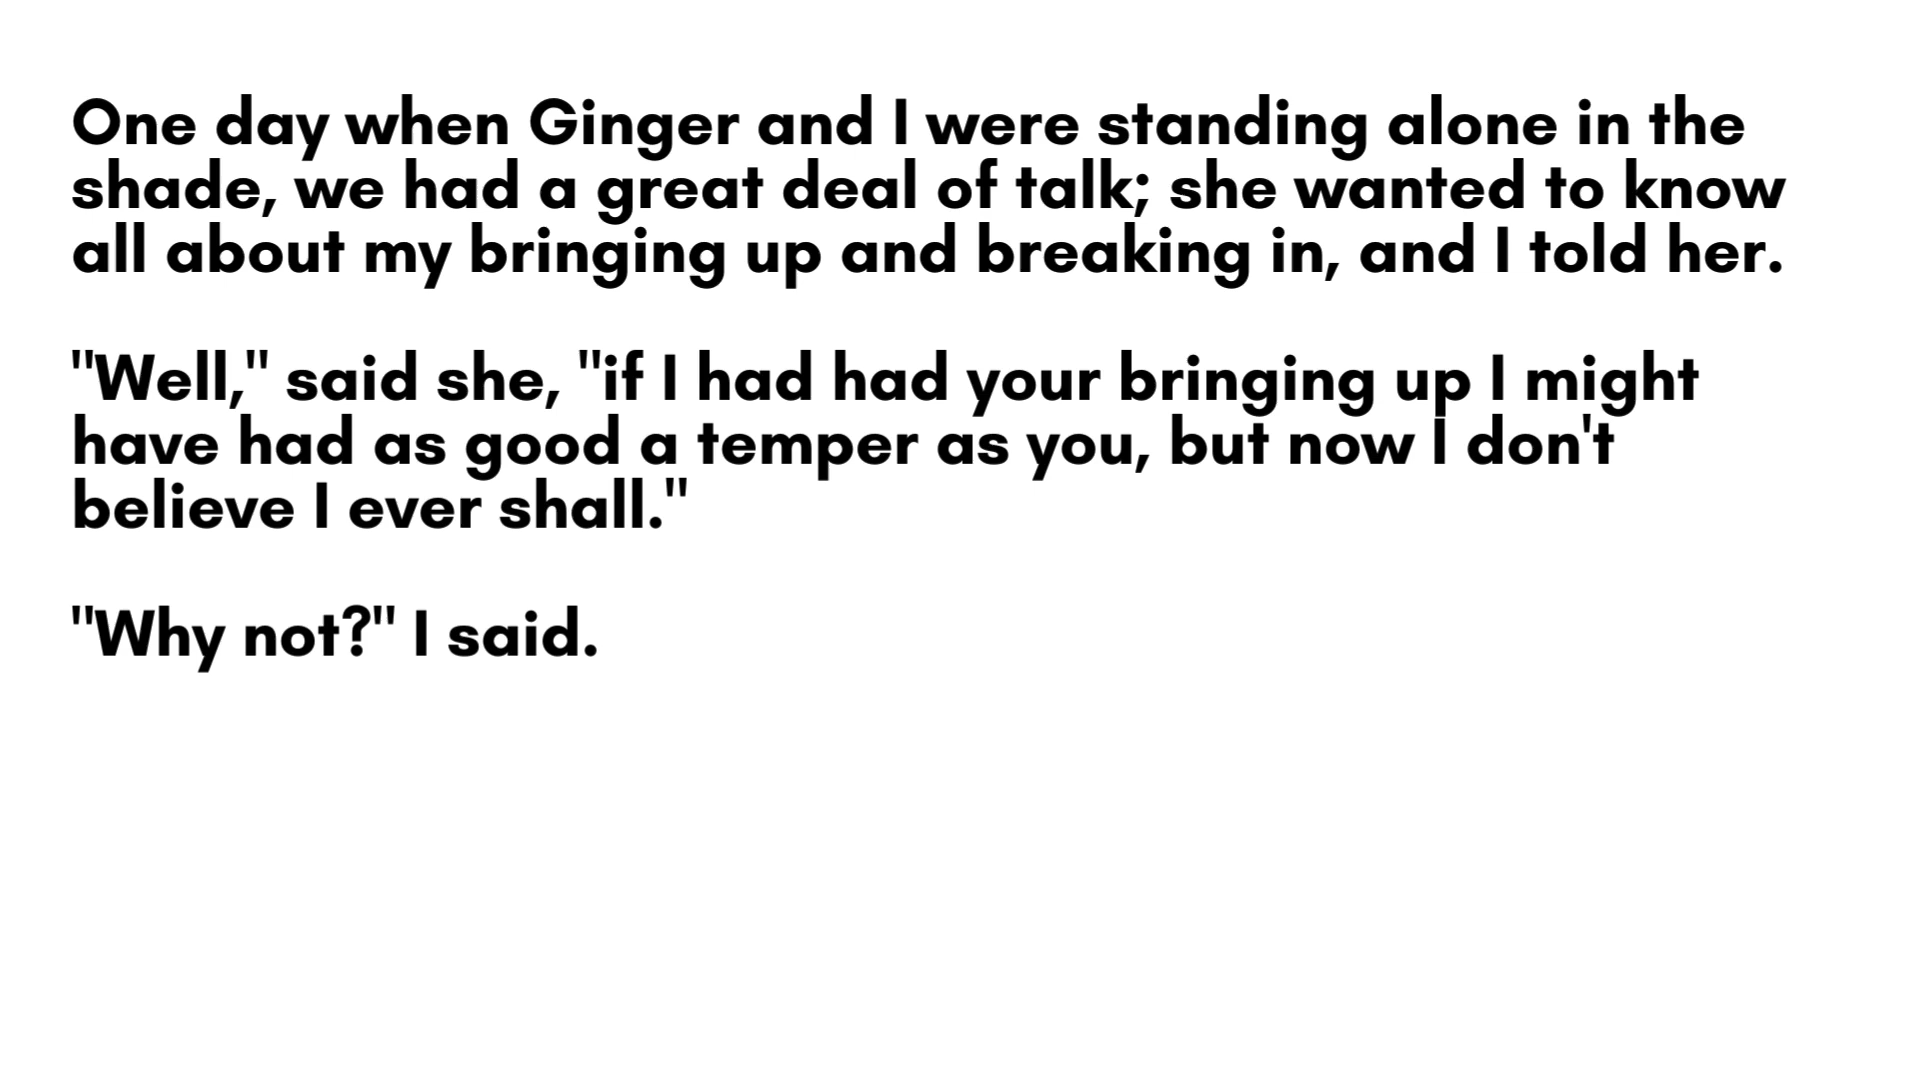 One day when Ginger and I were standing alone in the
shade, we had a great deal of talk; she wanted to know
all about my bringing up and breaking in, and I told her.
"Well," said she, "if I had had your bringing up I might
have had as good a temper as you, but now I don't
believe I ever shall."
"Why not?" I said.